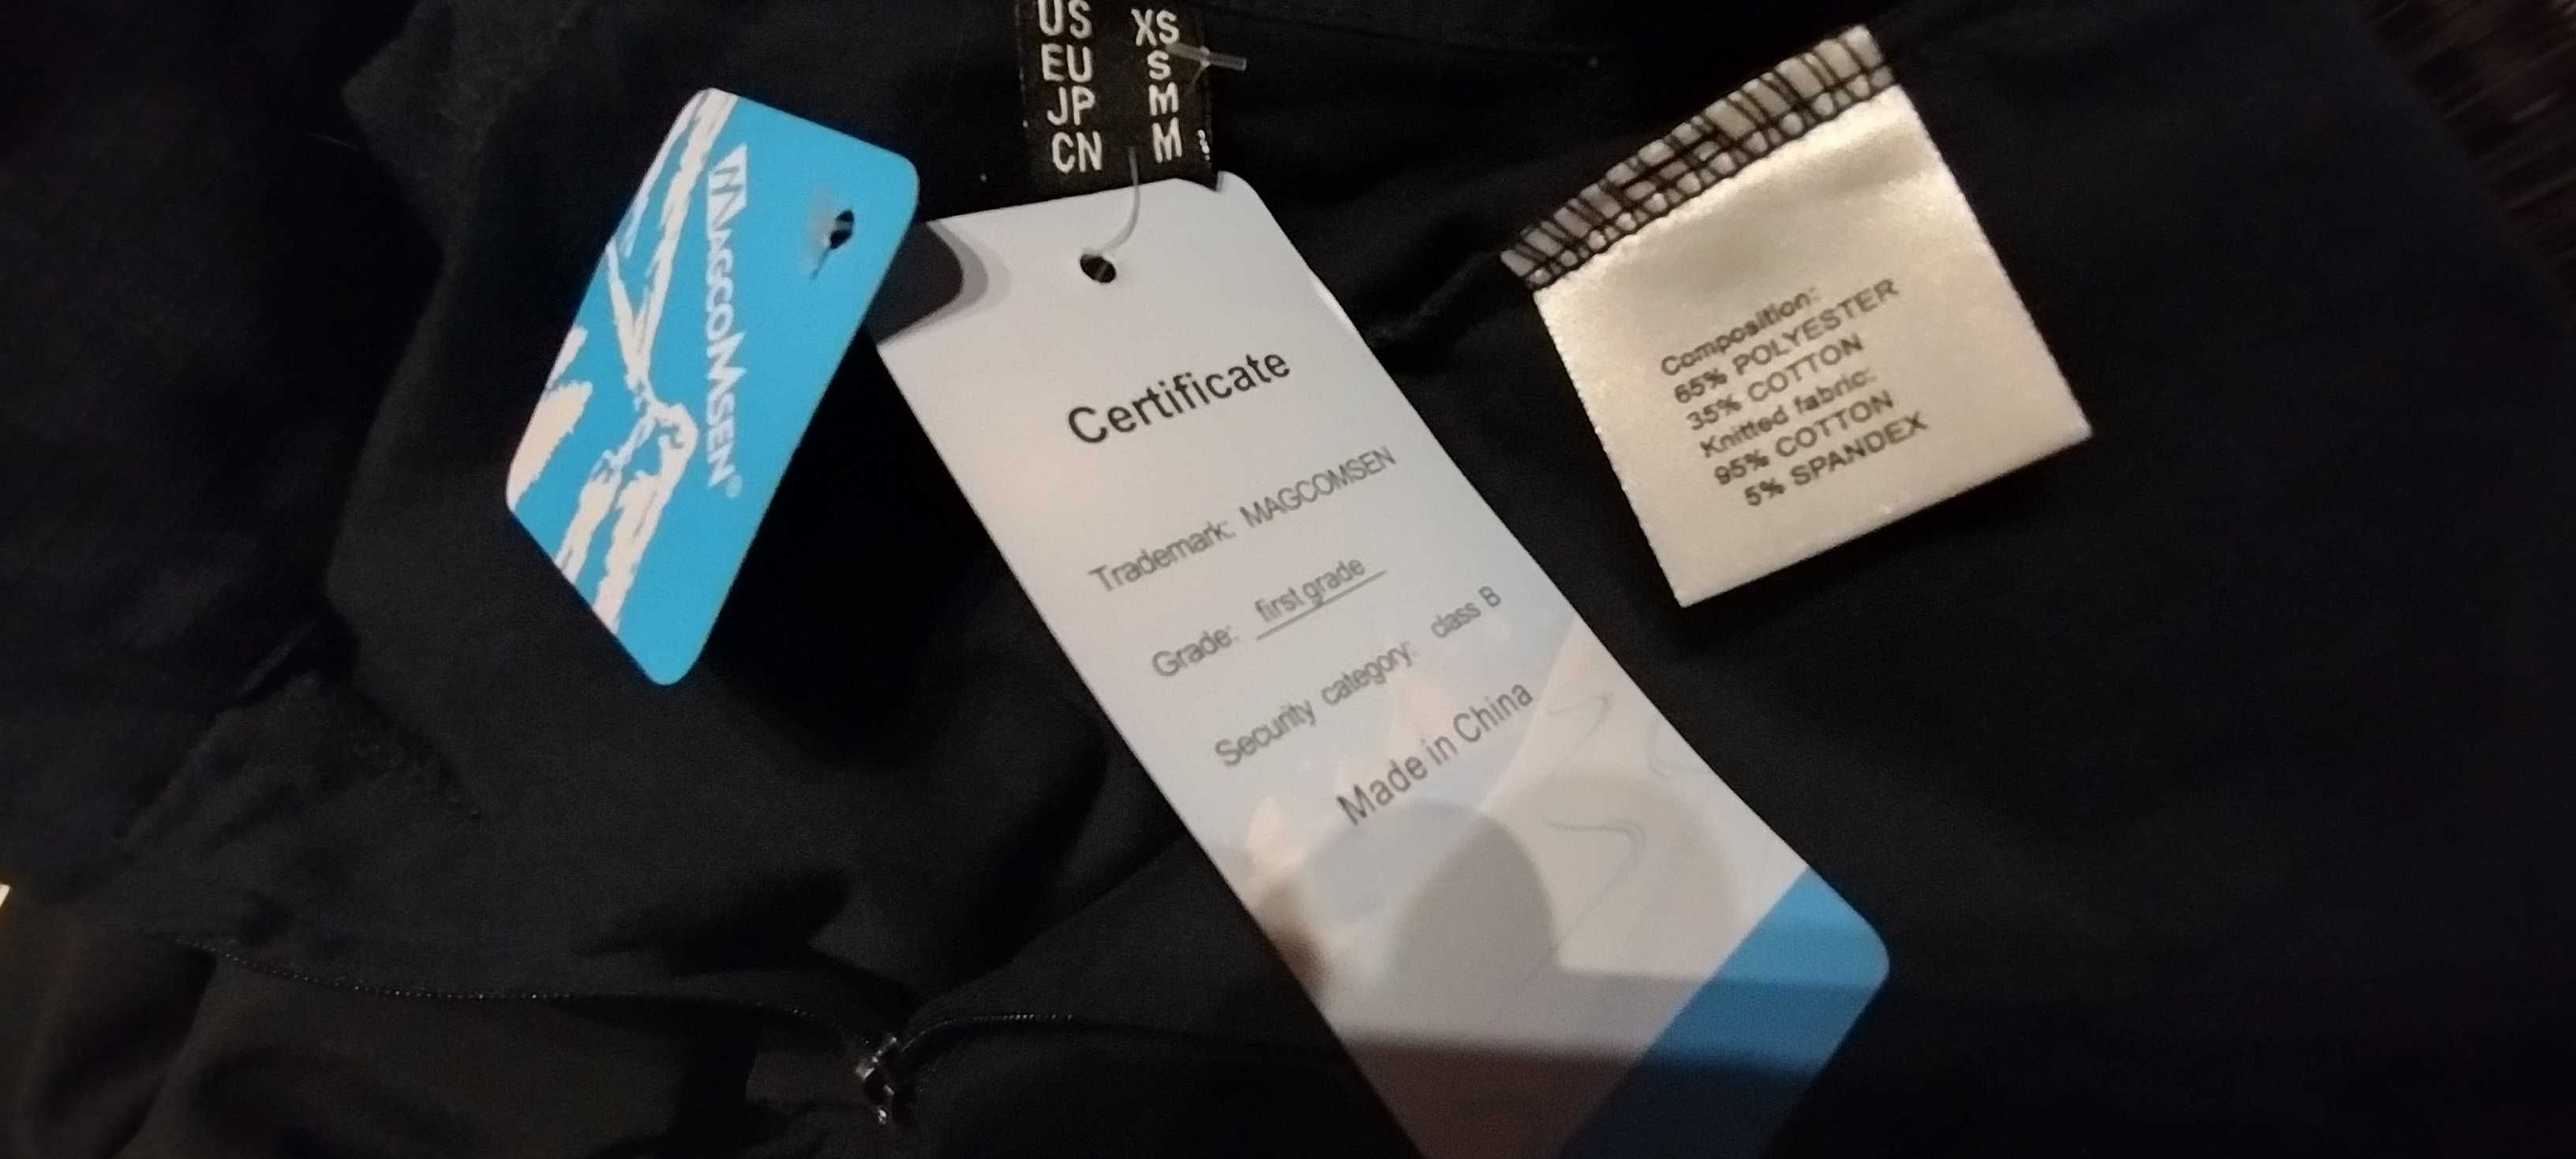 US XS
EU S
JP M
CN M
MAGCOMSEN®
Certificate
Trademark: MAGCOMSEN
Grade: first grade
Security category: class B
Made in China
Composition:
65% POLYESTER
35% COTTON
Knitted fabric:
95% COTTON
5% SPANDEX